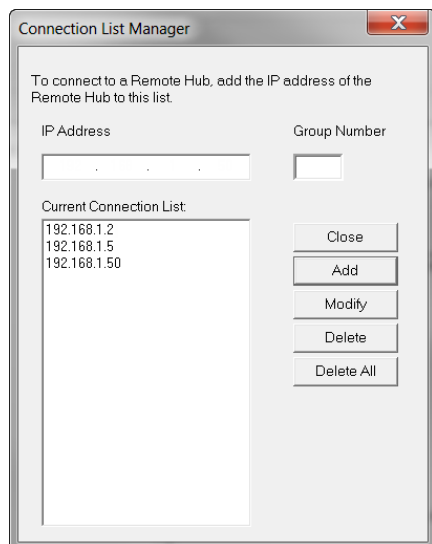 Connection List Manager
X
To connect to a Remote Hub, add the IP address of the
Remote Hub to this list.
IP Address
Group Number
. . .
Current Connection List:
192.168.1.2
192.168.1.5
192.168.1.50
Close
Add
Modify
Delete
Delete All